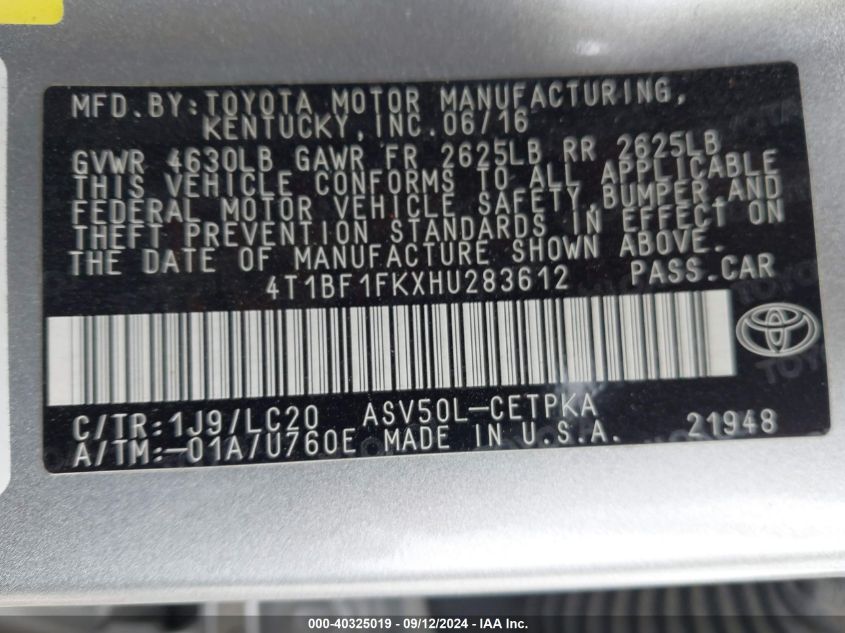 MFD. BY: TOYOTA MOTOR MANUFACTURING,
KENTUCKY, INC. 06/16
GVWR 4630LB GAWR FR 2625LB RR 2625LB
THIS VEHICLE CONFORMS TO ALL APPLICABLE
FEDERAL MOTOR VEHICLE SAFETY, BUMPER, AND
THEFT PREVENTION STANDARDS IN EFFECT ON
THE DATE OF MANUFACTURE SHOWN ABOVE.
4T1BF1FKXHU283612 PASS. CAR
C/TR: 1J9/LC20 ASV50L-CETPKA
A/TM: -01A/U760E MADE IN U.S.A. 21948
000-40325019 - 09/12/2024 - IAA Inc.